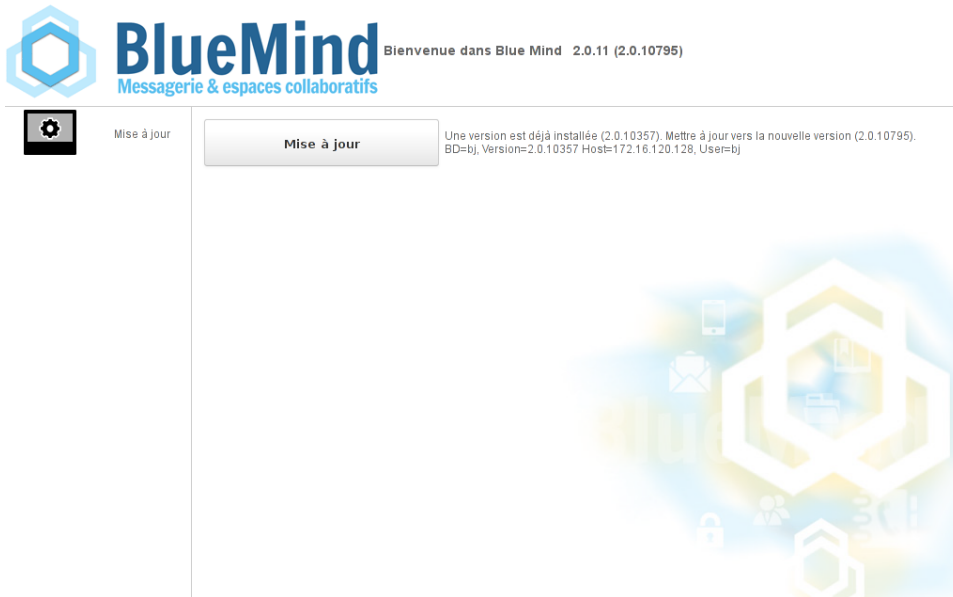 BlueMind
Messagerie & espaces collaboratifs
Bienvenue dans Blue Mind 2.0.11 (2.0.10795)
Mise à jour
Mise à jour
Une version est déjà installée (2.0.10357). Mettre à jour vers la nouvelle version (2.0.10795).
BD=bj, Version=2.0.10357 Host=172.16.120.128, User=bj
BlueMind